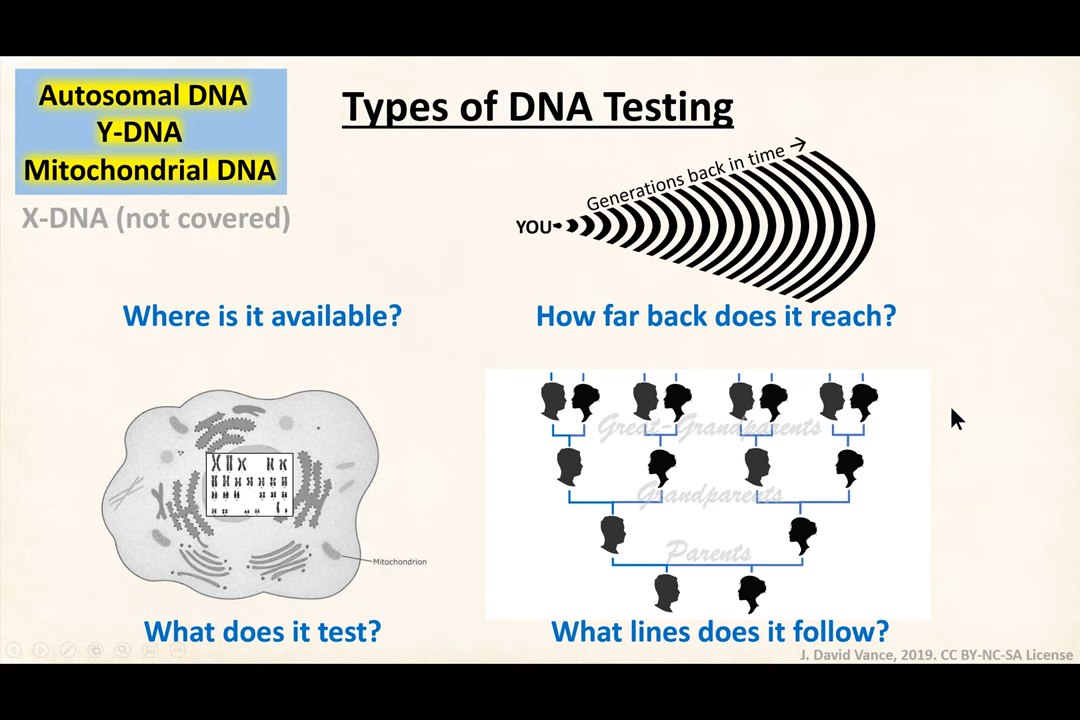 Autosomal DNA
Y-DNA
Mitochondrial DNA
X-DNA (not covered)
Types of DNA Testing
Generations back in time →
YOU
Where is it available?
How far back does it reach?
Mitochondrion
What does it test?
Great-Grandparents
Grandparents
Parents
What lines does it follow?
J. David Vance, 2019. CC BY-NC-SA License